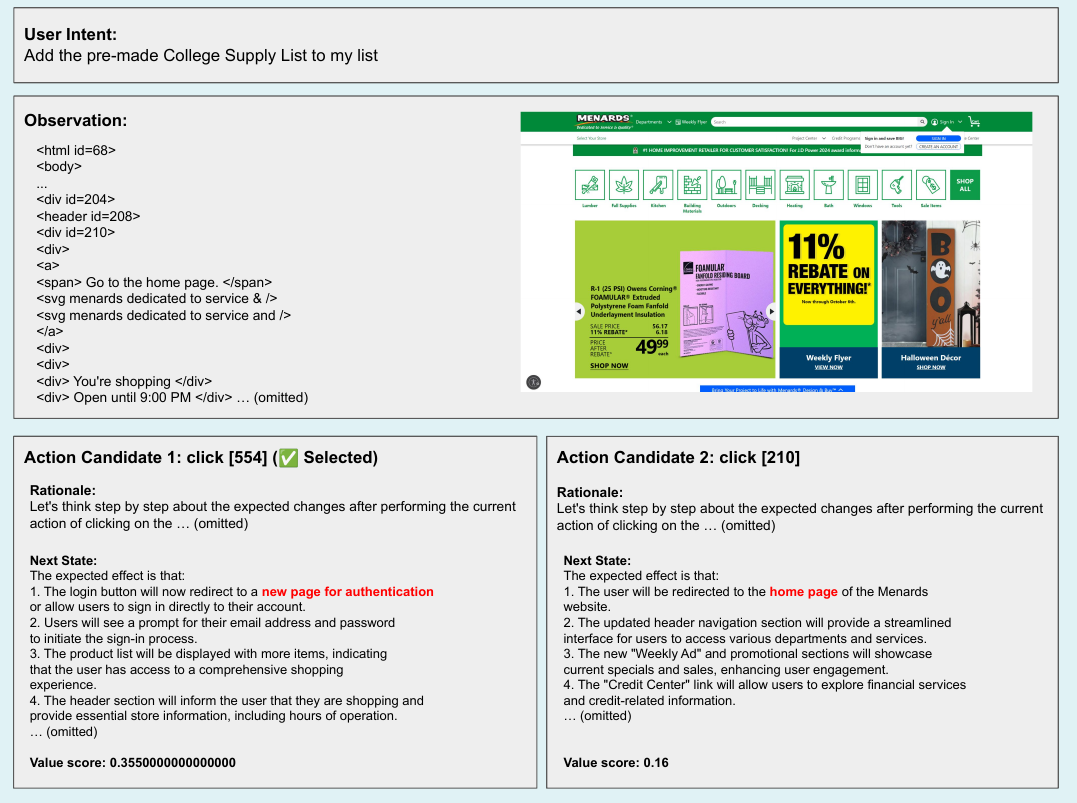 User Intent:
Add the pre-made College Supply List to my list
Observation:
<html id=68>
<body>
...
<div id=204>
<header id=208>
<div id=210>
<div>
<a>
<span> Go to the home page. </span>
<svg menards dedicated to service & />
<svg menards dedicated to service and />
</a>
<div>
<div>
<div> You're shopping </div>
<div> Open until 9:00 PM </div> … (omitted)
MENARDS
Dedicated to Service & Quality
Departments Weekly Flyer Search Sign In
Select Your Store Project Center Credit Programs
Sign in and save BIG! SIGN IN
Don't have an account yet? CREATE AN ACCOUNT
#1 HOME IMPROVEMENT RETAILER FOR CUSTOMER SATISFACTION! For J.D Power 2024 award
Lumber Fall Supplies Kitchen Building Materials Outdoors Decking Heating Bath Windows Tools Sale Items SHOP ALL
R-1 (25 PSI) Owens Corning®
FOAMULAR® Extruded
Polystyrene Foam Fanfold
Underlayment Insulation
SALE PRICE 56.17
11% REBATE* 6.18
PRICE
AFTER
REBATE*
49⁹⁹
each
SHOP NOW
FOAMULAR
FANFOLD RESIDING BOARD
11%
REBATE ON
EVERYTHING!*
Now through October 6th.
Weekly Flyer
VIEW NOW
BOO
y'all
Halloween Décor
SHOP NOW
Bring Your Project to Life with Menards® Design & Buy™
Action Candidate 1: click [554] (✅ Selected)
Rationale:
Let's think step by step about the expected changes after performing the current
action of clicking on the … (omitted)
Next State:
The expected effect is that:
1. The login button will now redirect to a new page for authentication
or allow users to sign in directly to their account.
2. Users will see a prompt for their email address and password
to initiate the sign-in process.
3. The product list will be displayed with more items, indicating
that the user has access to a comprehensive shopping
experience.
4. The header section will inform the user that they are shopping and
provide essential store information, including hours of operation.
… (omitted)
Value score: 0.3550000000000000
Action Candidate 2: click [210]
Rationale:
Let's think step by step about the expected changes after performing the current
action of clicking on the … (omitted)
Next State:
The expected effect is that:
1. The user will be redirected to the home page of the Menards
website.
2. The updated header navigation section will provide a streamlined
interface for users to access various departments and services.
3. The new "Weekly Ad" and promotional sections will showcase
current specials and sales, enhancing user engagement.
4. The "Credit Center" link will allow users to explore financial services
and credit-related information.
… (omitted)
Value score: 0.16